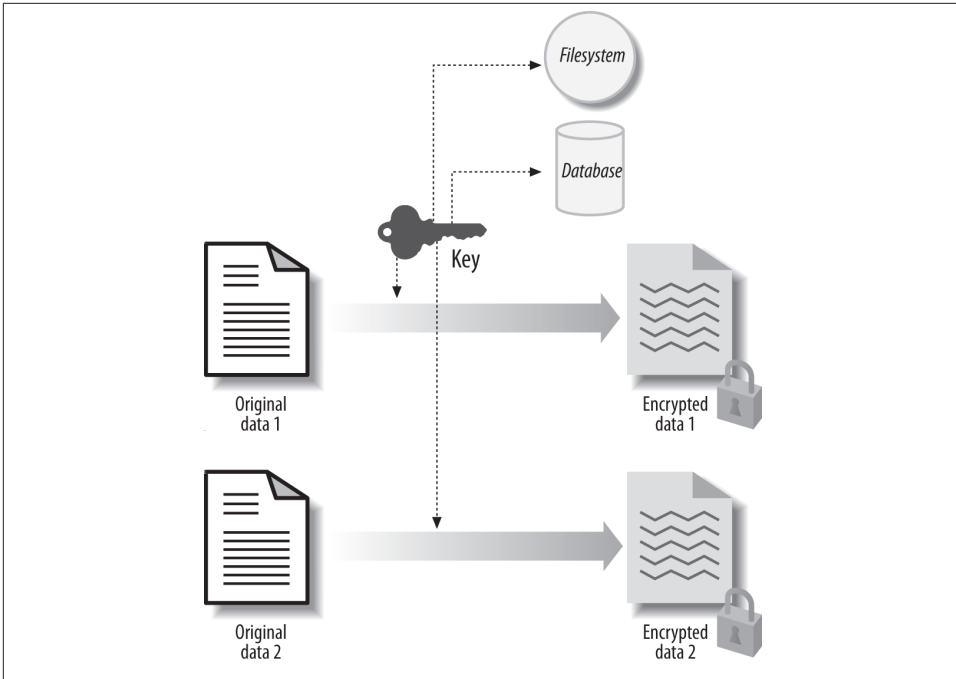 Filesystem
Database
Key
Original
data 1
Encrypted
data 1
Original
data 2
Encrypted
data 2